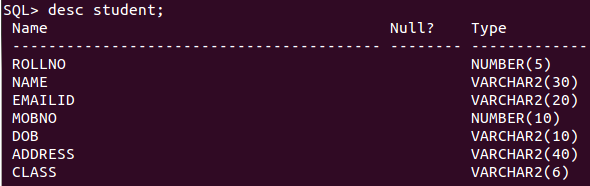 SQL> desc student;
Name Null? Type
----------------------------------------- -------- -------------
ROLLNO NUMBER(5)
NAME VARCHAR2(30)
EMAILID VARCHAR2(20)
MOBNO NUMBER(10)
DOB VARCHAR2(10)
ADDRESS VARCHAR2(40)
CLASS VARCHAR2(6)